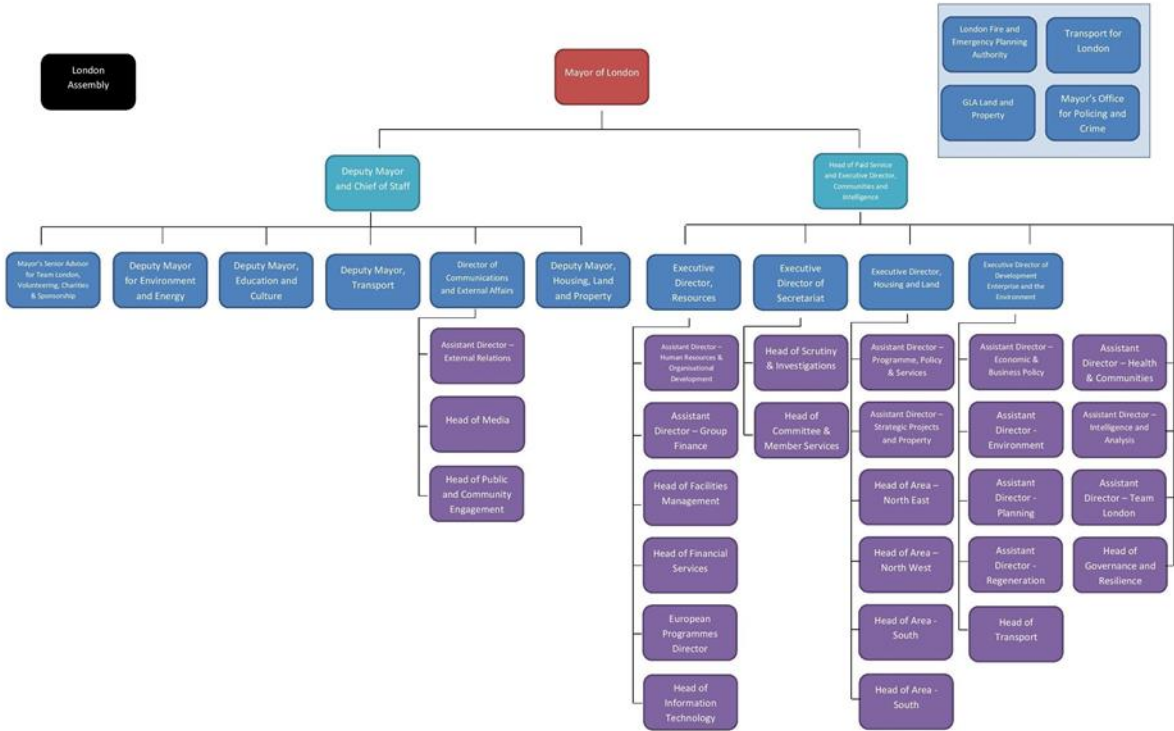 London
Assembly
Mayor of London
London Fire and
Emergency Planning
Authority
Transport for
London
GLA Land and
Property
Mayor's Office
for Policing and
Crime
Deputy Mayor
and Chief of Staff
Head of Paid Service
and Executive Director,
Communities and
Intelligence
Mayor's Senior Advisor
for Team London,
Volunteering, Charities
& Sponsorship
Deputy Mayor
for Environment
and Energy
Deputy Mayor,
Education and
Culture
Deputy Mayor,
Transport
Director of
Communications
and External Affairs
Deputy Mayor,
Housing, Land
and Property
Executive
Director,
Resources
Executive
Director of
Secretariat
Executive Director,
Housing and Land
Executive Director of
Development
Enterprise and the
Environment
Assistant Director –
External Relations
Head of Media
Head of Public
and Community
Engagement
Assistant Director –
Human Resources &
Organisational
Development
Assistant
Director – Group
Finance
Head of Facilities
Management
Head of Financial
Services
European
Programmes
Director
Head of
Information
Technology
Head of Scrutiny
& Investigations
Head of
Committee &
Member Services
Assistant Director –
Programme, Policy
& Services
Assistant Director –
Strategic Projects
and Property
Head of Area –
North East
Head of Area –
North West
Head of Area -
South
Head of Area -
South
Assistant Director –
Economic &
Business Policy
Assistant
Director -
Environment
Assistant
Director -
Planning
Assistant
Director -
Regeneration
Head of
Transport
Assistant
Director – Health
& Communities
Assistant Director –
Intelligence and
Analysis
Assistant
Director – Team
London
Head of
Governance and
Resilience